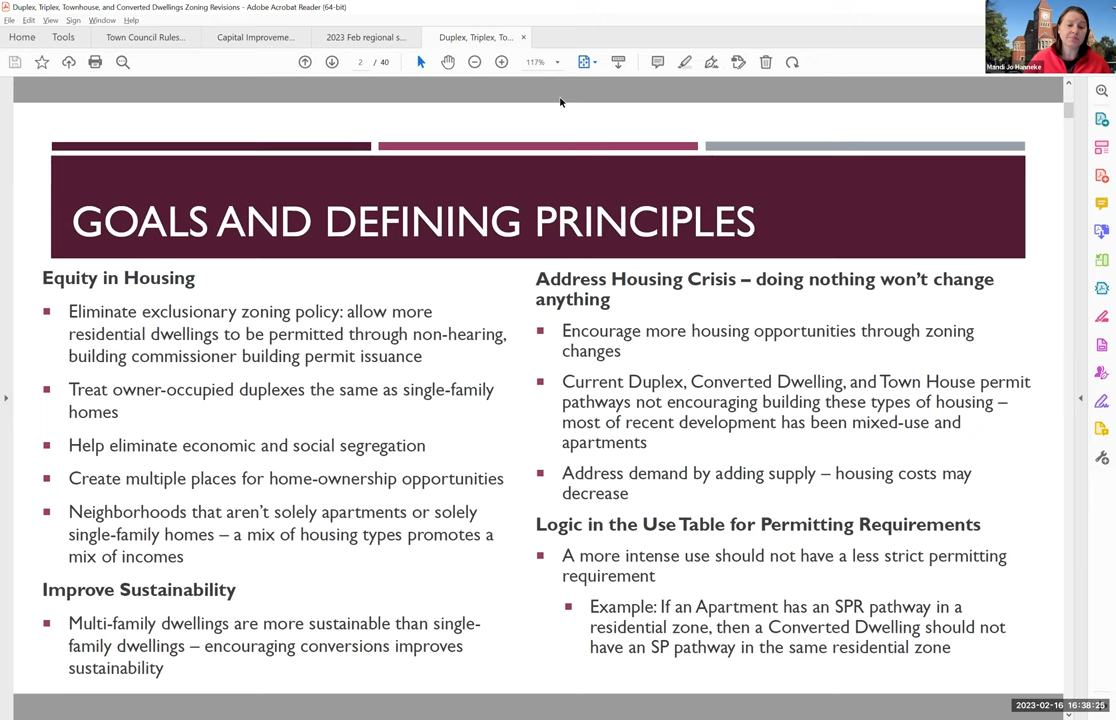 Duplex, Triplex, Townhouse, and Converted Dwellings Zoning Revisions - Adobe Acrobat Reader (64-bit)
File Edit View Sign Window Help
Home Tools Town Council Rules... Capital Improveme... 2023 Feb regional s... Duplex, Triplex, To... ×
2 / 40 117%
Mandi Jo Hanneke
GOALS AND DEFINING PRINCIPLES
Equity in Housing
Eliminate exclusionary zoning policy: allow more
residential dwellings to be permitted through non-hearing,
building commissioner building permit issuance
Treat owner-occupied duplexes the same as single-family
homes
Help eliminate economic and social segregation
Create multiple places for home-ownership opportunities
Neighborhoods that aren't solely apartments or solely
single-family homes – a mix of housing types promotes a
mix of incomes
Improve Sustainability
Multi-family dwellings are more sustainable than single-
family dwellings – encouraging conversions improves
sustainability
Address Housing Crisis – doing nothing won't change
anything
Encourage more housing opportunities through zoning
changes
Current Duplex, Converted Dwelling, and Town House permit
pathways not encouraging building these types of housing –
most of recent development has been mixed-use and
apartments
Address demand by adding supply – housing costs may
decrease
Logic in the Use Table for Permitting Requirements
A more intense use should not have a less strict permitting
requirement
Example: If an Apartment has an SPR pathway in a
residential zone, then a Converted Dwelling should not
have an SP pathway in the same residential zone
2023-02-16 16:38:25